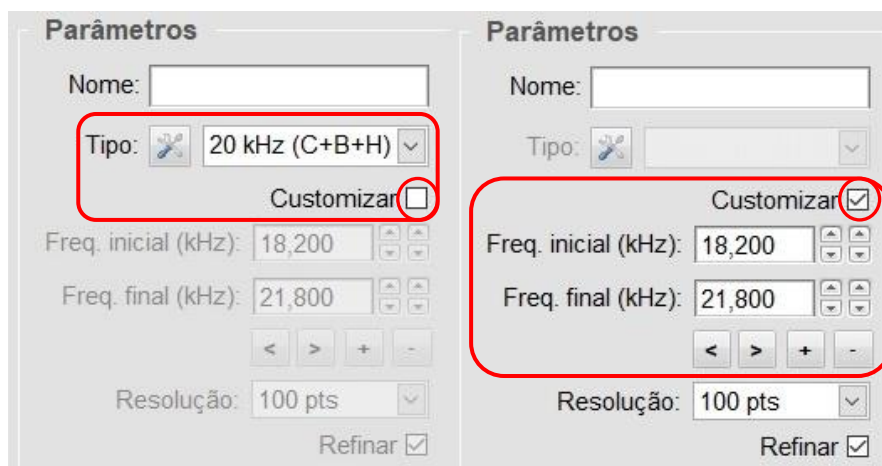 Parâmetros
Nome:
Tipo: 20 kHz (C+B+H)
Customizar
Freq. inicial (kHz): 18,200
Freq. final (kHz): 21,800
< > + -
Resolução: 100 pts
Refinar
Parâmetros
Nome:
Tipo:
Customizar
Freq. inicial (kHz): 18,200
Freq. final (kHz): 21,800
< > + -
Resolução: 100 pts
Refinar